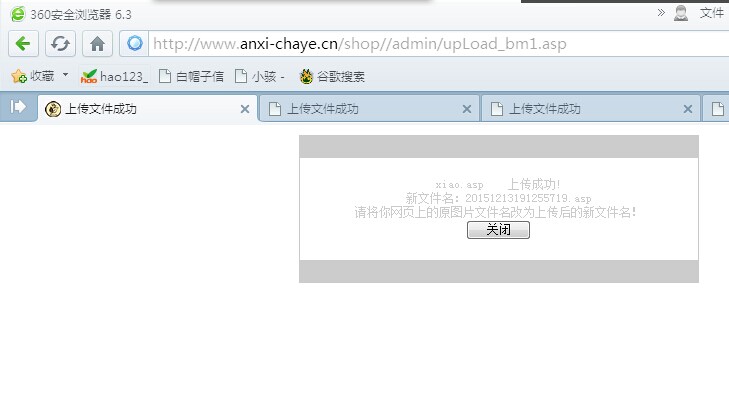 360安全浏览器 6.3
» 文件
http://www.anxi-chaye.cn/shop//admin/upLoad_bm1.asp
收藏 hao123_ 白帽子信 小孩 - 谷歌搜索
上传文件成功 上传文件成功 上传文件成功
xiao.asp 上传成功!
新文件名: 20151213191255719.asp
请将你网页上的原图片文件名改为上传后的新文件名!
关闭